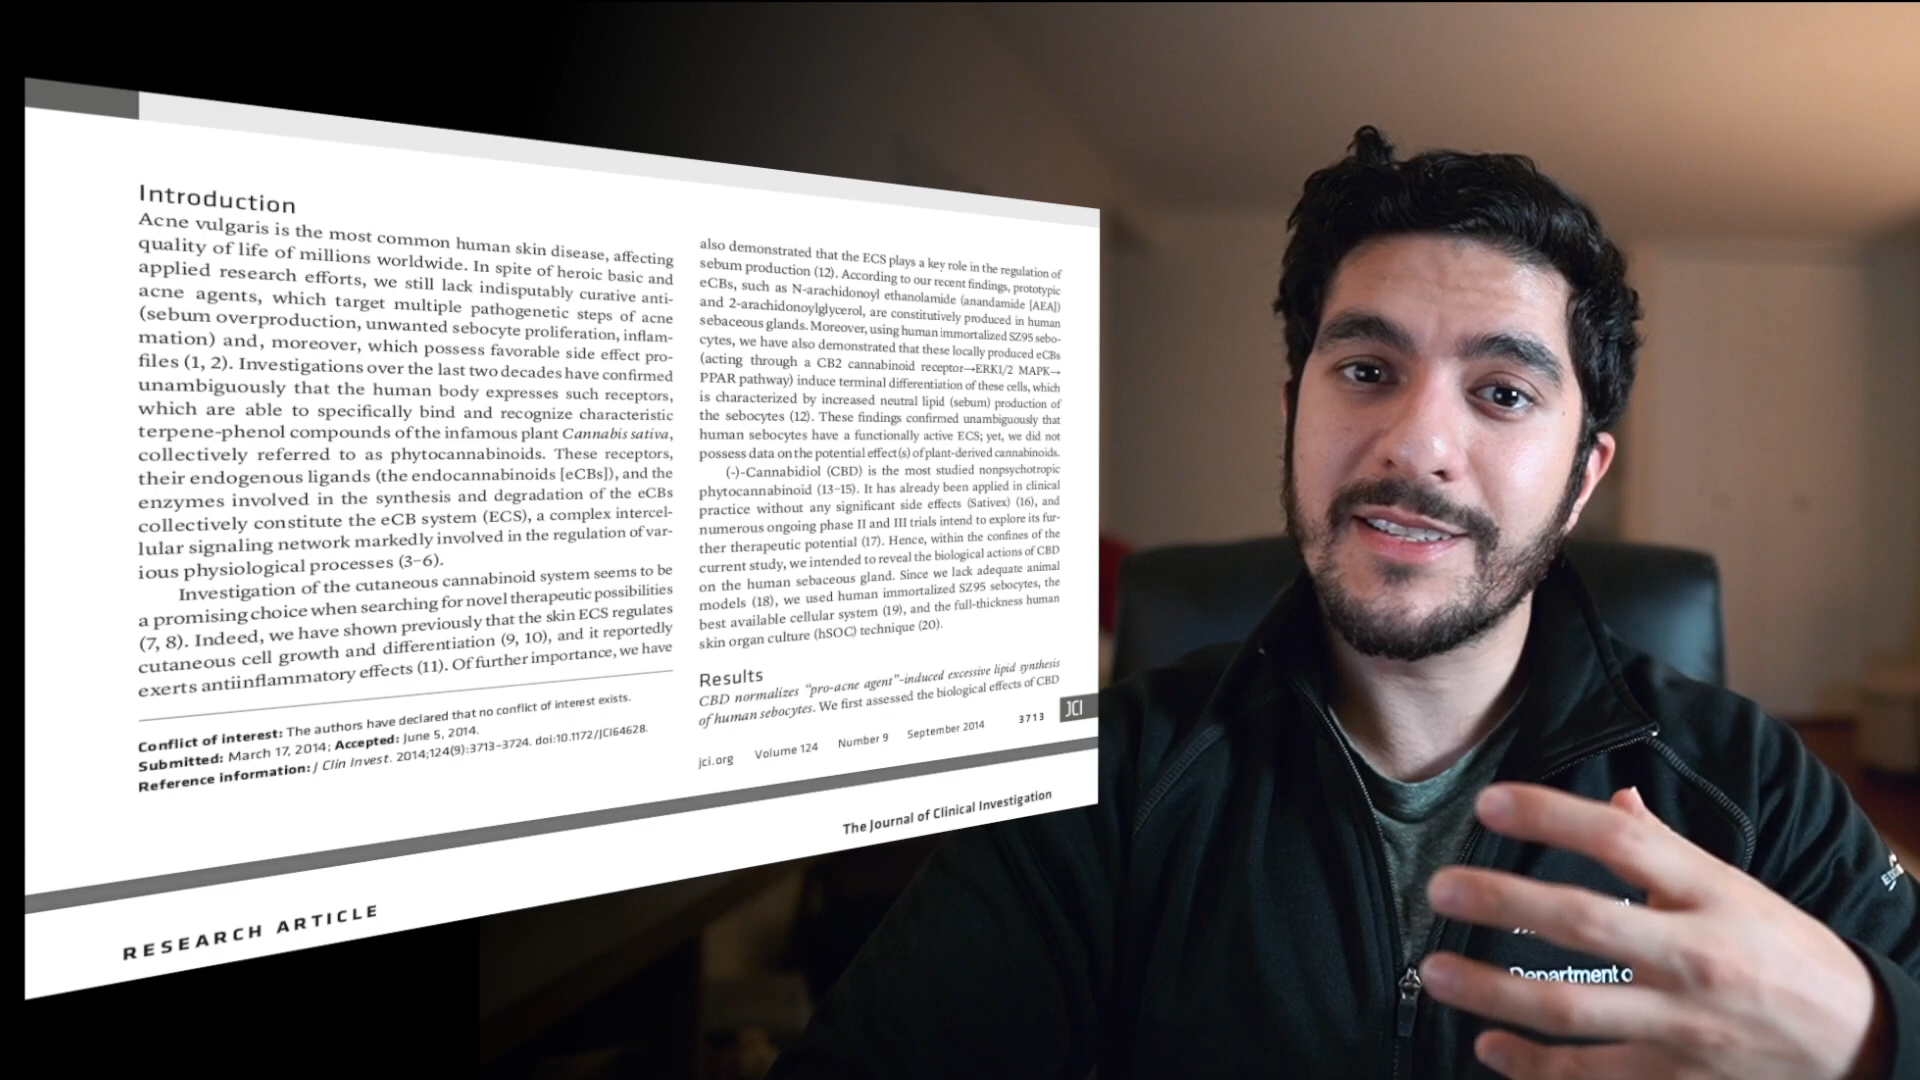 Introduction
Acne vulgaris is the most common human skin disease, affecting
quality of life of millions worldwide. In spite of heroic basic and
applied research efforts, we still lack indisputably curative anti-
acne agents, which target multiple pathogenetic steps of acne
(sebum overproduction, unwanted sebocyte proliferation, inflam-
mation) and, moreover, which possess favorable side effect pro-
files (1, 2). Investigations over the last two decades have confirmed
unambiguously that the human body expresses such receptors,
which are able to specifically bind and recognize characteristic
terpene-phenol compounds of the infamous plant Cannabis sativa,
collectively referred to as phytocannabinoids. These receptors,
their endogenous ligands (the endocannabinoids [eCBs]), and the
enzymes involved in the synthesis and degradation of the eCBs
collectively constitute the eCB system (ECS), a complex intercel-
lular signaling network markedly involved in the regulation of var-
ious physiological processes (3–6).
Investigation of the cutaneous cannabinoid system seems to be
a promising choice when searching for novel therapeutic possibilities
(7, 8). Indeed, we have shown previously that the skin ECS regulates
cutaneous cell growth and differentiation (9, 10), and it reportedly
exerts antiinflammatory effects (11). Of further importance, we have
Conflict of interest: The authors have declared that no conflict of interest exists.
Submitted: March 17, 2014; Accepted: June 5, 2014.
Reference information: J Clin Invest. 2014;124(9):3713–3724. doi:10.1172/JCI64628.
also demonstrated that the ECS plays a key role in the regulation of
sebum production (12). According to our recent findings, prototypic
eCBs, such as N-arachidonoyl ethanolamide (anandamide [AEA])
and 2-arachidonoylglycerol, are constitutively produced in human
sebaceous glands. Moreover, using human immortalized SZ95 sebo-
cytes, we have also demonstrated that these locally produced eCBs
(acting through a CB2 cannabinoid receptor→ERK1/2 MAPK→
PPAR pathway) induce terminal differentiation of these cells, which
is characterized by increased neutral lipid (sebum) production of
the sebocytes (12). These findings confirmed unambiguously that
human sebocytes have a functionally active ECS; yet, we did not
possess data on the potential effect(s) of plant-derived cannabinoids.
(-)-Cannabidiol (CBD) is the most studied nonpsychotropic
phytocannabinoid (13–15). It has already been applied in clinical
practice without any significant side effects (Sativex) (16), and
numerous ongoing phase II and III trials intend to explore its fur-
ther therapeutic potential (17). Hence, within the confines of the
current study, we intended to reveal the biological actions of CBD
on the human sebaceous gland. Since we lack adequate animal
models (18), we used human immortalized SZ95 sebocytes, the
best available cellular system (19), and the full-thickness human
skin organ culture (hSOC) technique (20).
Results
CBD normalizes “pro-acne agent”–induced excessive lipid synthesis
of human sebocytes. We first assessed the biological effects of CBD
jci.org Volume 124 Number 9 September 2014 3713 JCI
The Journal of Clinical Investigation
RESEARCH ARTICLE
Department o